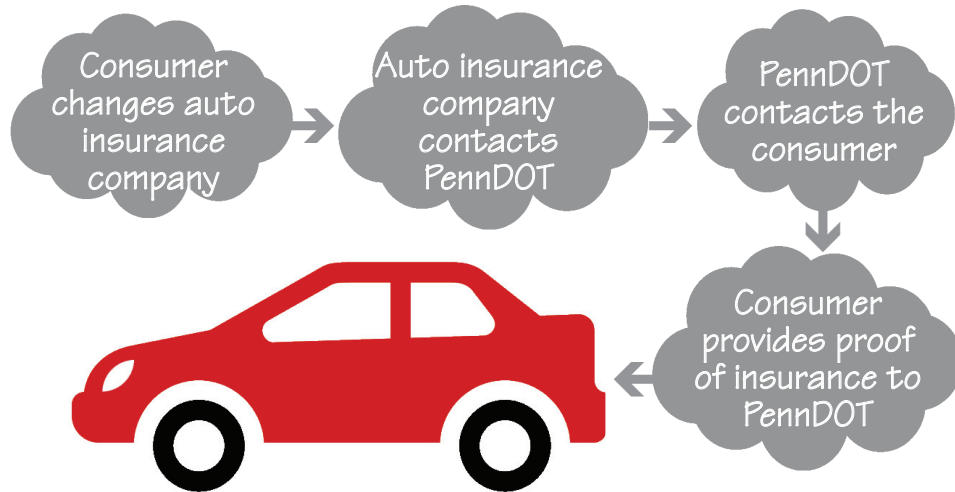 Consumer
changes auto
insurance
company
Auto insurance
company
contacts
PennDOT
PennDOT
contacts the
consumer
Consumer
provides proof
of insurance to
PennDOT